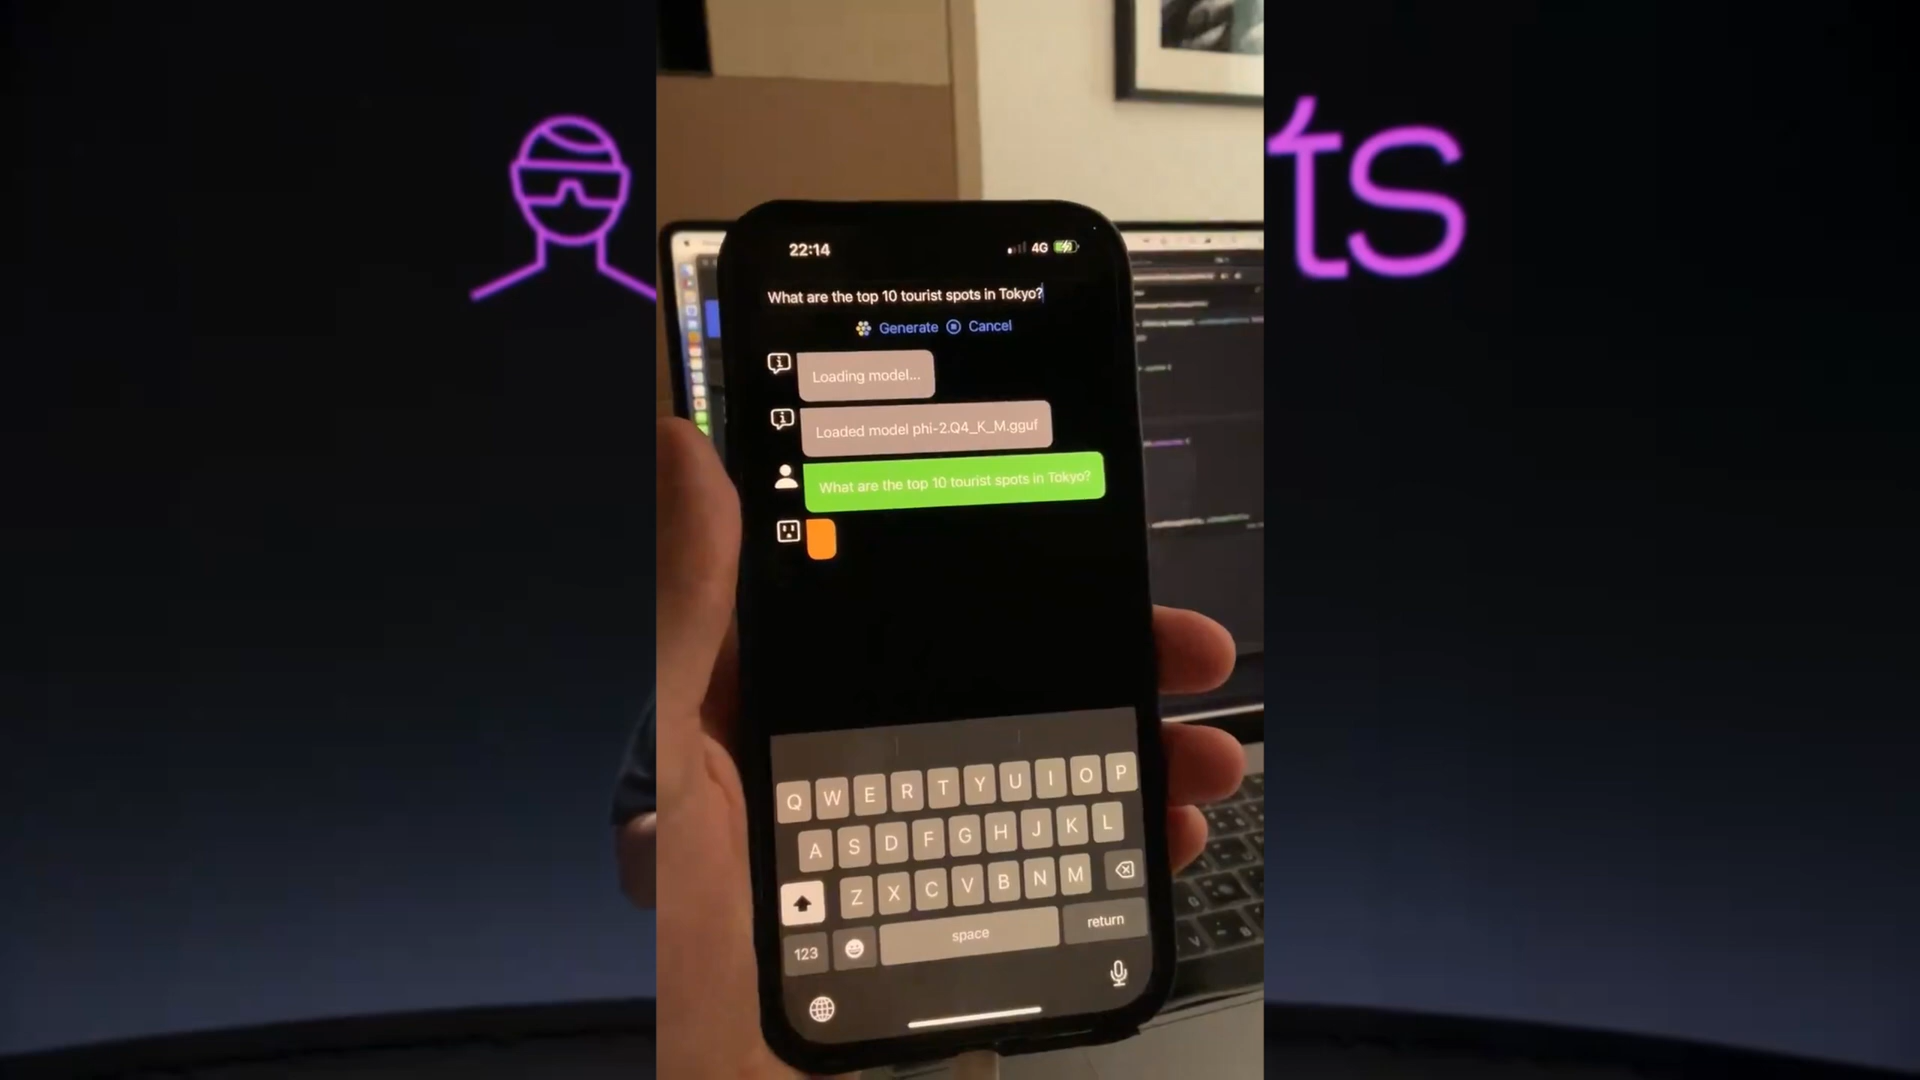 ts
22:14
4G
What are the top 10 tourist spots in Tokyo?
Generate Cancel
Loading model...
Loaded model phi-2.Q4_K_M.gguf
What are the top 10 tourist spots in Tokyo?
Q W E R T Y U I O P
A S D F G H J K L
Z X C V B N M
123 space return